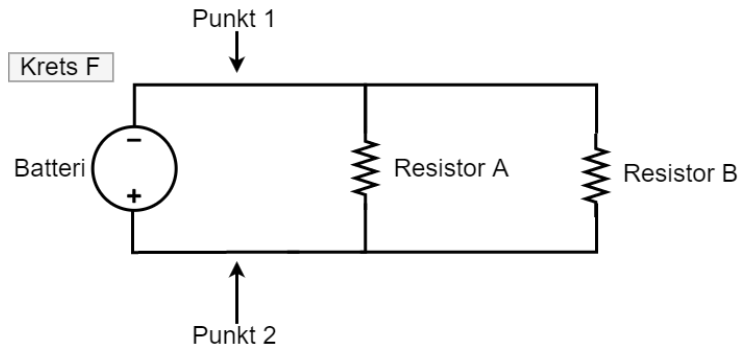 Punkt 1
Krets F
−
Batteri
+
Resistor A
Resistor B
Punkt 2